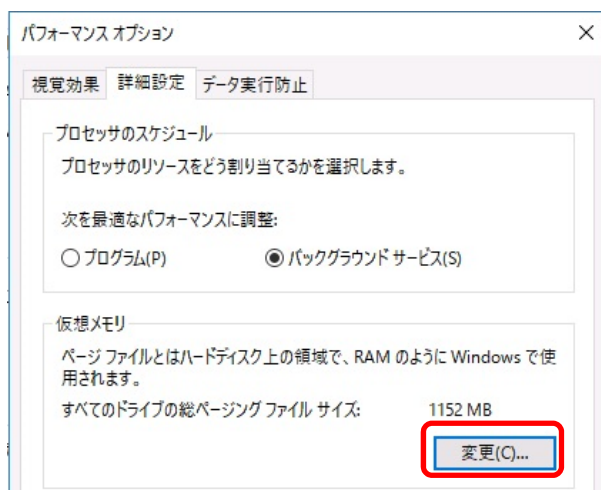 パフォーマンス オプション
視覚効果 詳細設定 データ実行防止
プロセッサのスケジュール
プロセッサのリソースをどう割り当てるかを選択します。
次を最適なパフォーマンスに調整:
プログラム(P) バックグラウンド サービス(S)
仮想メモリ
ページ ファイルとはハードディスク上の領域で、RAM のように Windows で使
用されます。
すべてのドライブの総ページング ファイル サイズ: 1152 MB
変更(C)...